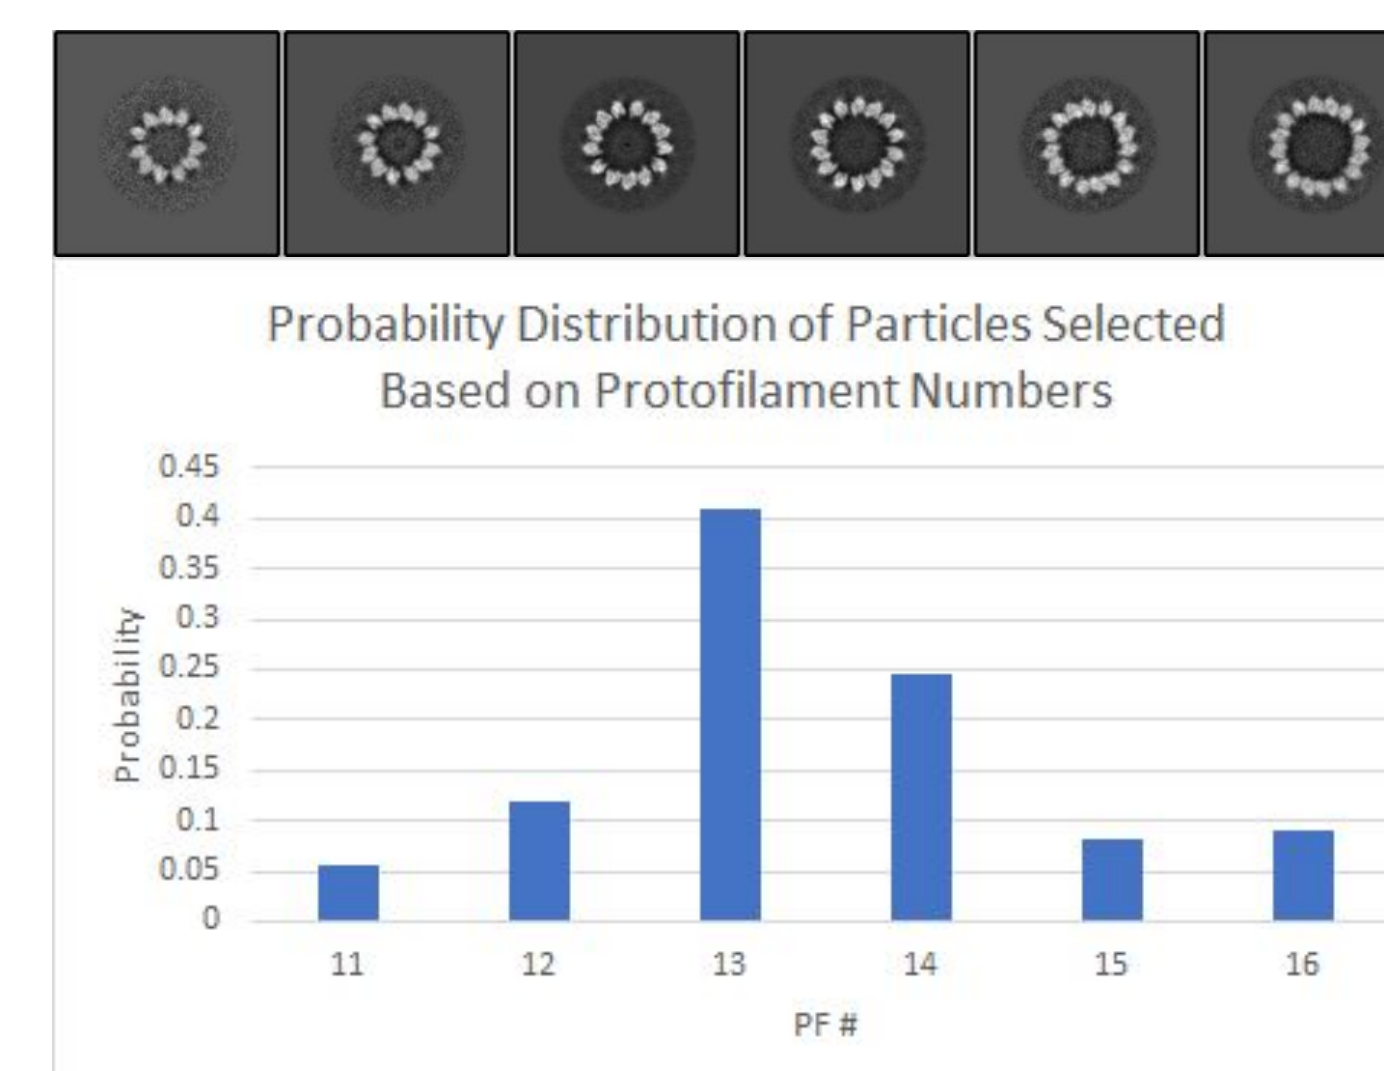 Probability Distribution of Particles Selected
Based on Protofilament Numbers
0.45
0.4
0.35
0.3
0.25
0.2
0.15
0.1
0.05
0
Probability
11 12 13 14 15 16
PF #